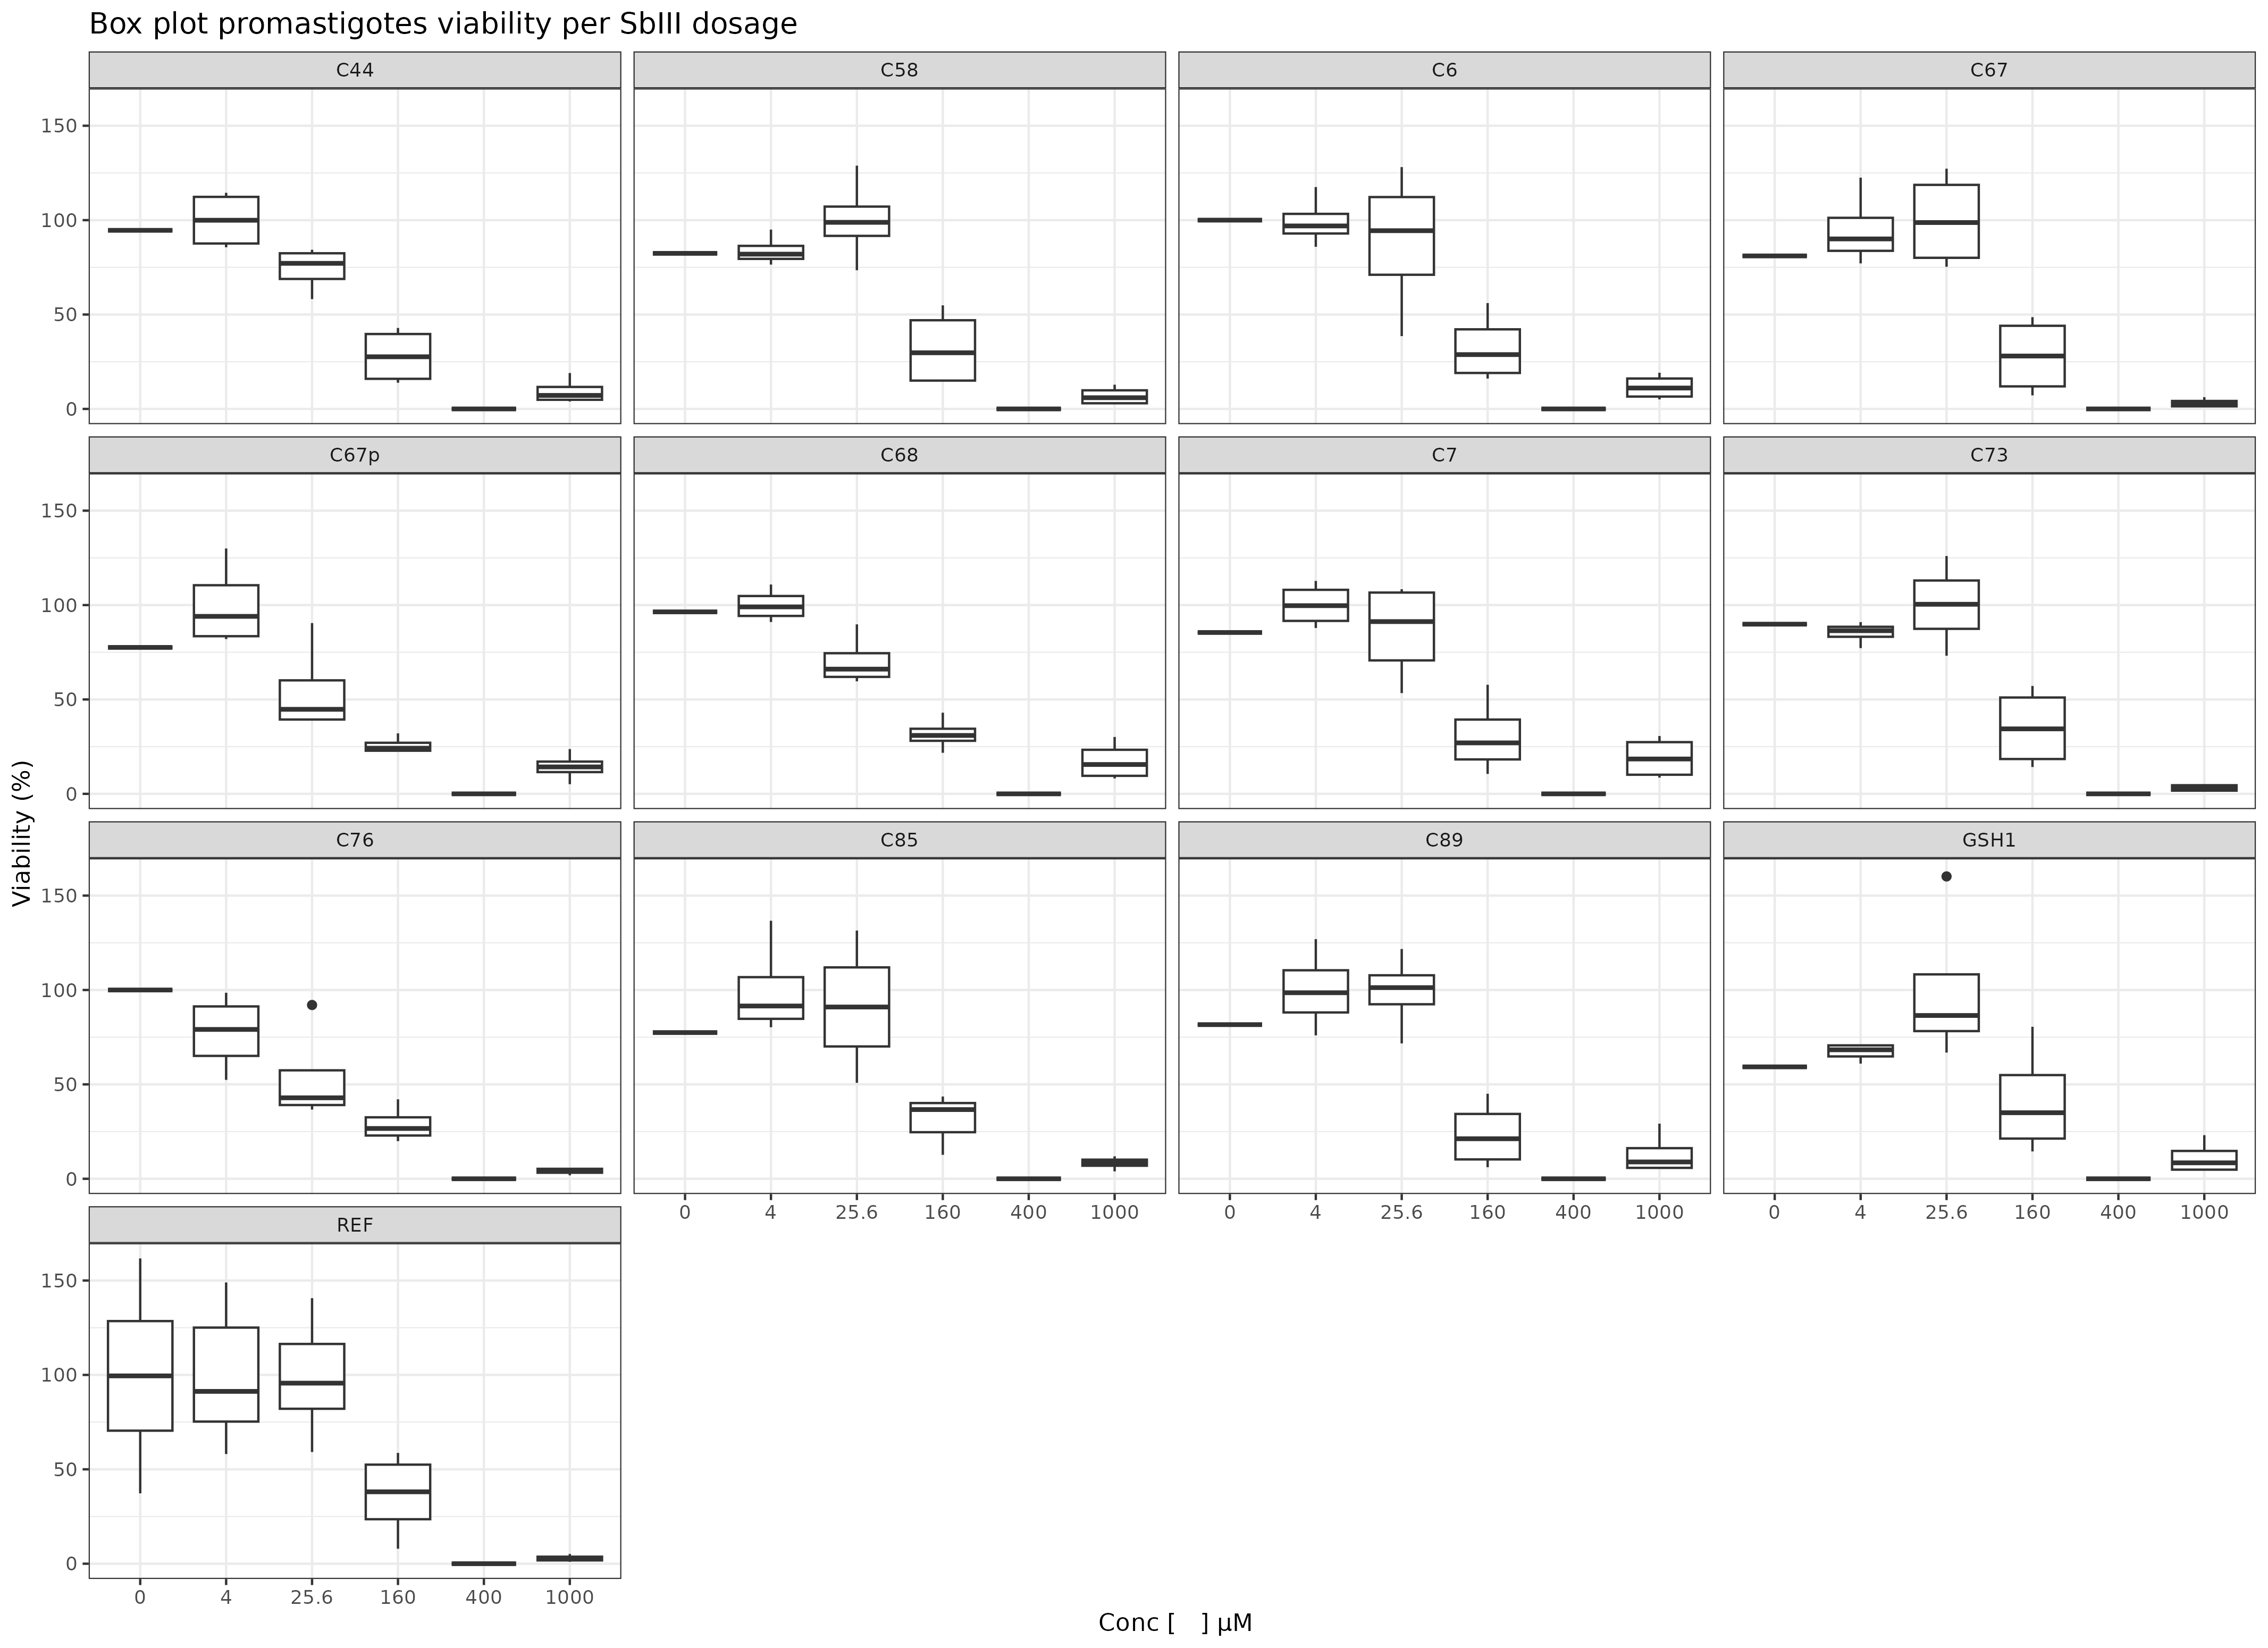 Box plot promastigotes viability per SbIII dosage
C44 C58 C6 C67
150
100
50
0
C67p C68 C7 C73
150
100
50
0
Viability (%)
C76 C85 C89 GSH1
150
100
50
0
0 4 25.6 160 400 1000 0 4 25.6 160 400 1000 0 4 25.6 160 400 1000
REF
150
100
50
0
0 4 25.6 160 400 1000
Conc [   ] µM